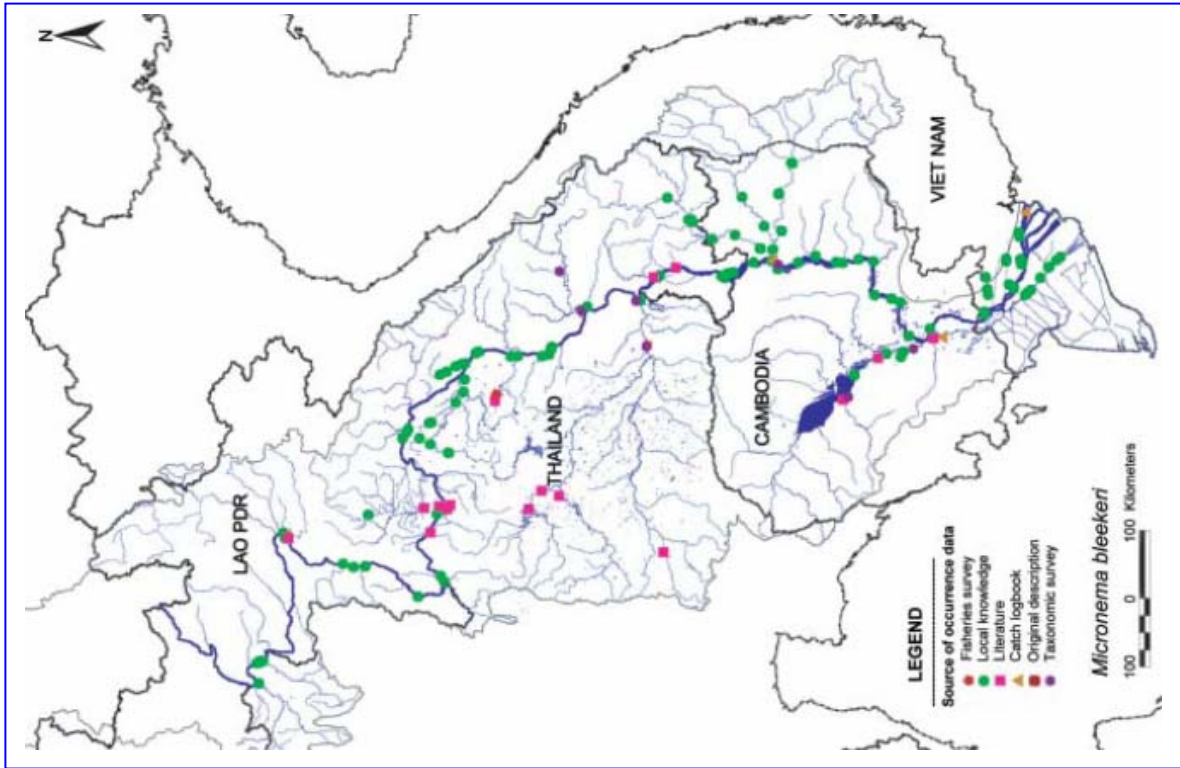 N
LAO PDR
THAILAND
CAMBODIA
VIET NAM
LEGEND
Source of occurrence data
Fisheries survey
Local knowledge
Literature
Catch logbook
Original description
Taxonomic survey
Micronema bleekeri
100 0 100 Kilometers